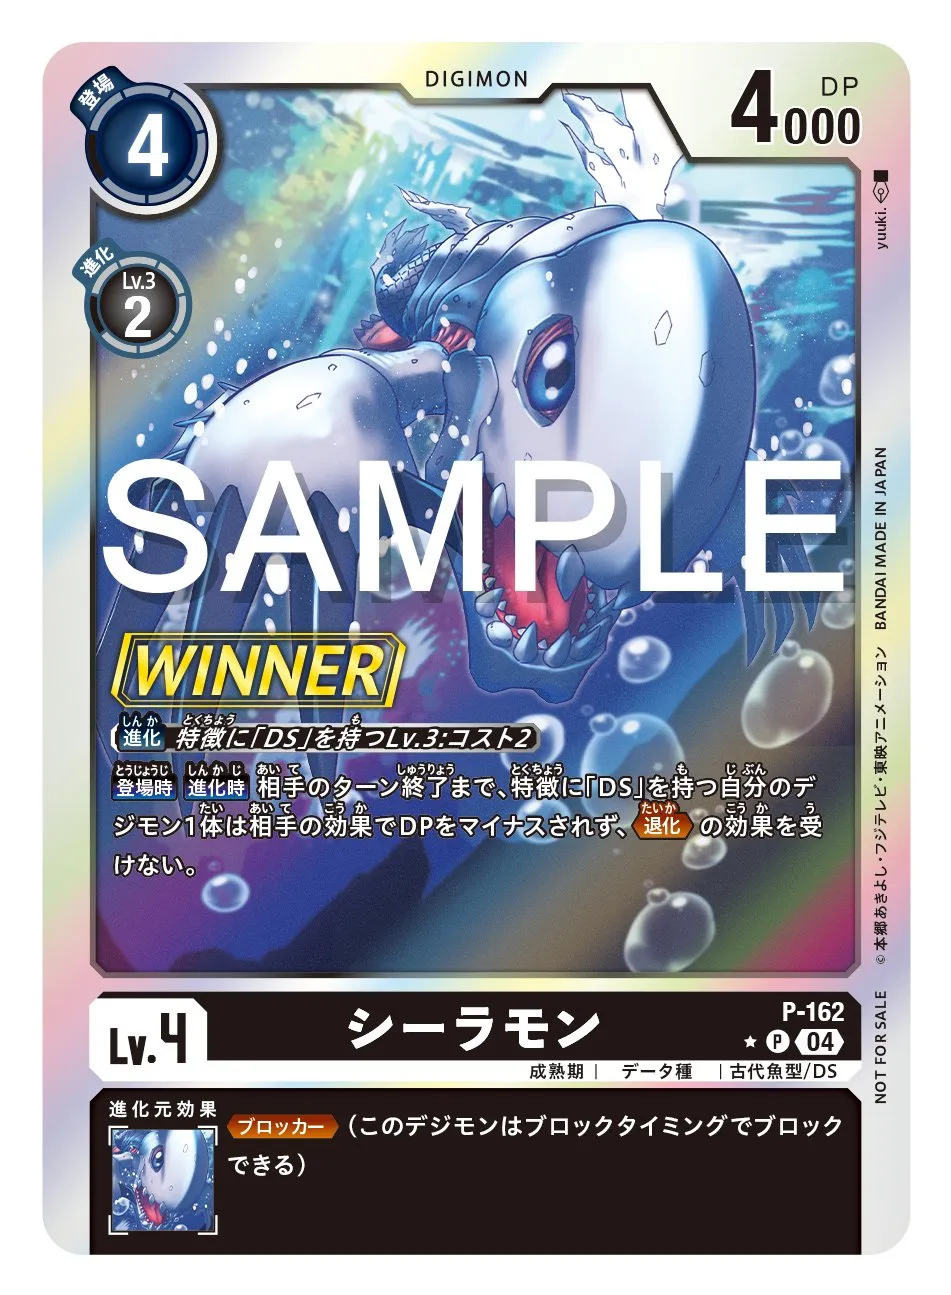 DIGIMON
登場
4
DP
4000
進化
Lv.3
2
yuuki.
SAMPLE
WINNER
進化 特徴に「DS」を持つLv.3:コスト2
登場時 進化時 相手のターン終了まで、特徴に「DS」を持つ自分のデ
ジモン1体は相手の効果でDPをマイナスされず、退化 の効果を受
けない。
©本郷あきよし・フジテレビ・東映アニメーション BANDAI MADE IN JAPAN
NOT FOR SALE
Lv.4
シーラモン
P-162
★ P 04
成熟期 | データ種 | 古代魚型/DS
進化元効果
ブロッカー (このデジモンはブロックタイミングでブロック
できる)